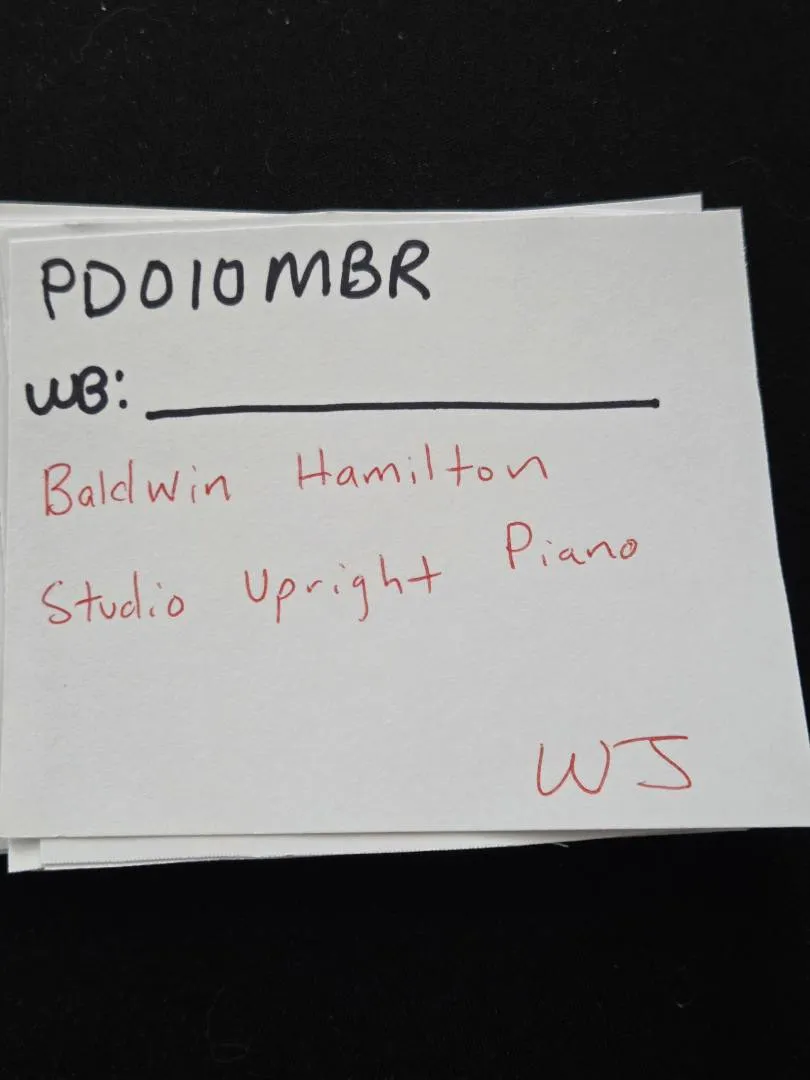 PD010MBR
WB:
Baldwin Hamilton
Studio Upright Piano
WJ